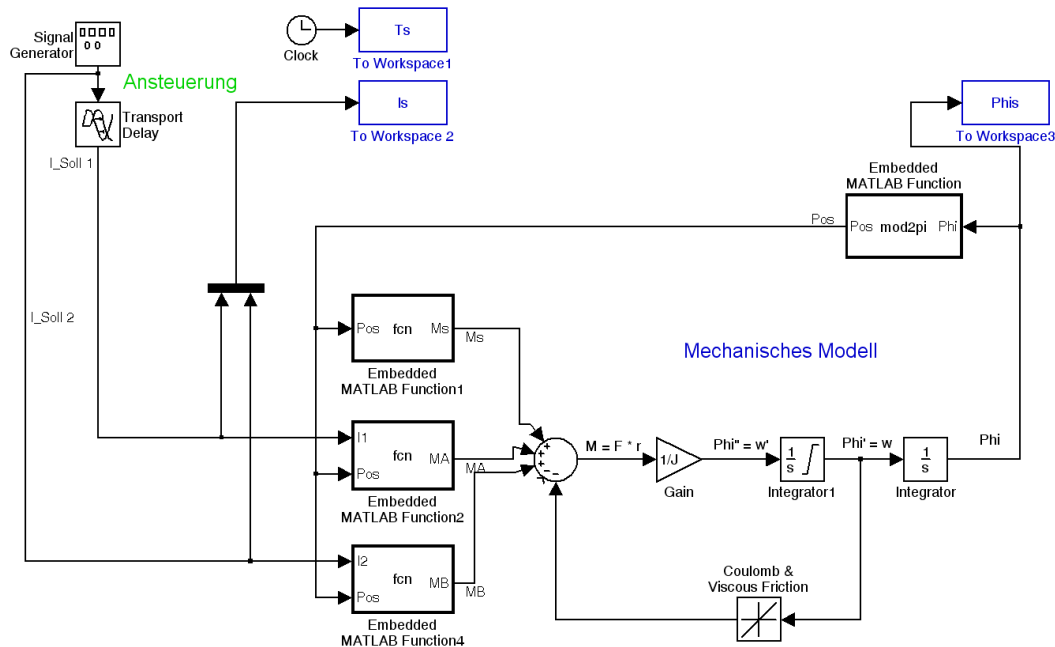 Signal
Generator
Ansteuerung
Transport
Delay
I_Soll 1
I_Soll 2
Clock
Ts
To Workspace1
Is
To Workspace 2
Phis
To Workspace3
Embedded
MATLAB Function
Pos
Pos mod2pi Phi
Pos fcn Ms
Ms
Embedded
MATLAB Function1
Mechanisches Modell
I1
fcn
MA
Pos
MA
Embedded
MATLAB Function2
I2
fcn
MB
Pos
MB
Embedded
MATLAB Function4
+
+
+
−
−
M = F * r
1/J
Gain
Phi'' = w'
1
s
Integrator1
Phi' = w
1
s
Integrator
Phi
Coulomb &
Viscous Friction